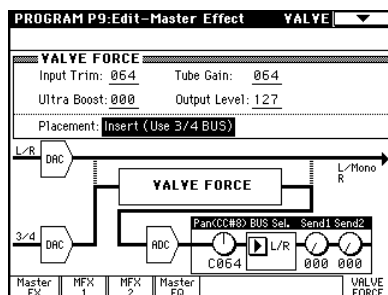 PROGRAM P9:Edit-Master Effect VALVE
VALVE FORCE
Input Trim: 064 Tube Gain: 064
Ultra Boost: 000 Output Level: 127
Placement: Insert (Use 3/4 BUS)
L/R DAC
L/Mono
R
VALVE FORCE
Pan(CC#8) BUS Sel. Send1 Send2
3/4 DAC ADC L/R
C064 000 000
Master FX MFX 1 MFX 2 Master EQ VALVE FORCE